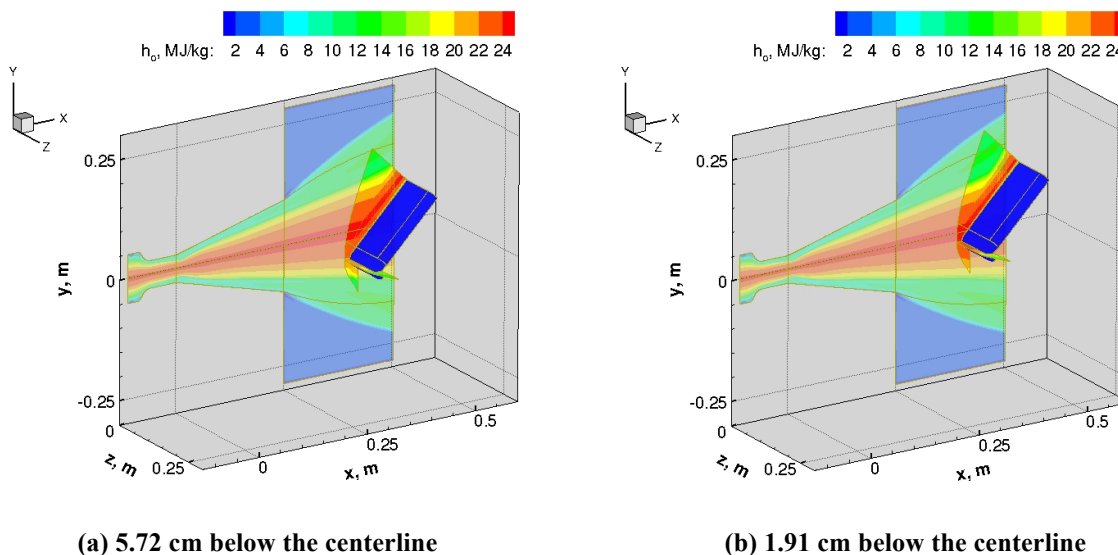 h₀, MJ/kg: 2 4 6 8 10 12 14 16 18 20 22 24
Y
X
Z
0.25
y, m
0
-0.25
0
z, m
0.25
0
0.25
0.5
x, m
(a) 5.72 cm below the centerline
h₀, MJ/kg: 2 4 6 8 10 12 14 16 18 20 22 24
Y
X
Z
0.25
y, m
0
-0.25
0
z, m
0.25
0
0.25
0.5
x, m
(b) 1.91 cm below the centerline